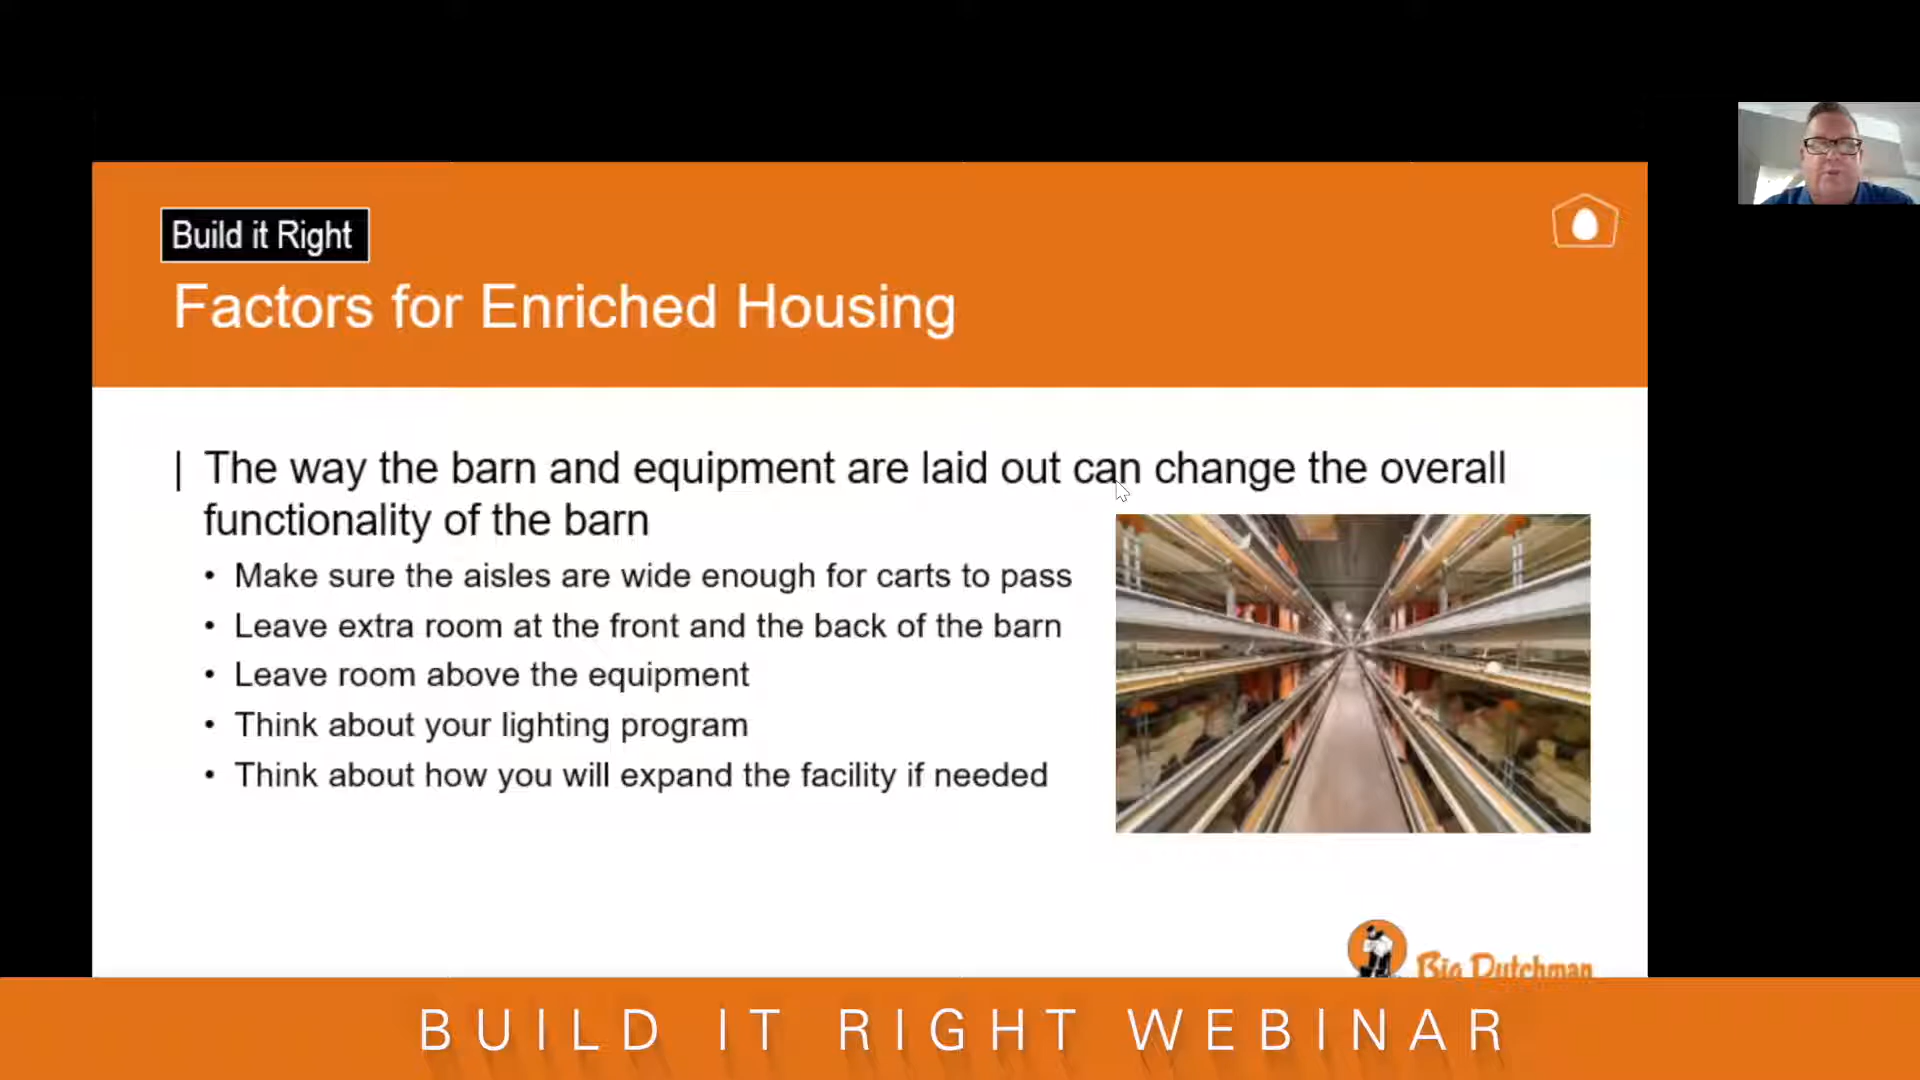 Build it Right
Factors for Enriched Housing
| The way the barn and equipment are laid out can change the overall
functionality of the barn
• Make sure the aisles are wide enough for carts to pass
• Leave extra room at the front and the back of the barn
• Leave room above the equipment
• Think about your lighting program
• Think about how you will expand the facility if needed
Big Dutchman
BUILD IT RIGHT WEBINAR